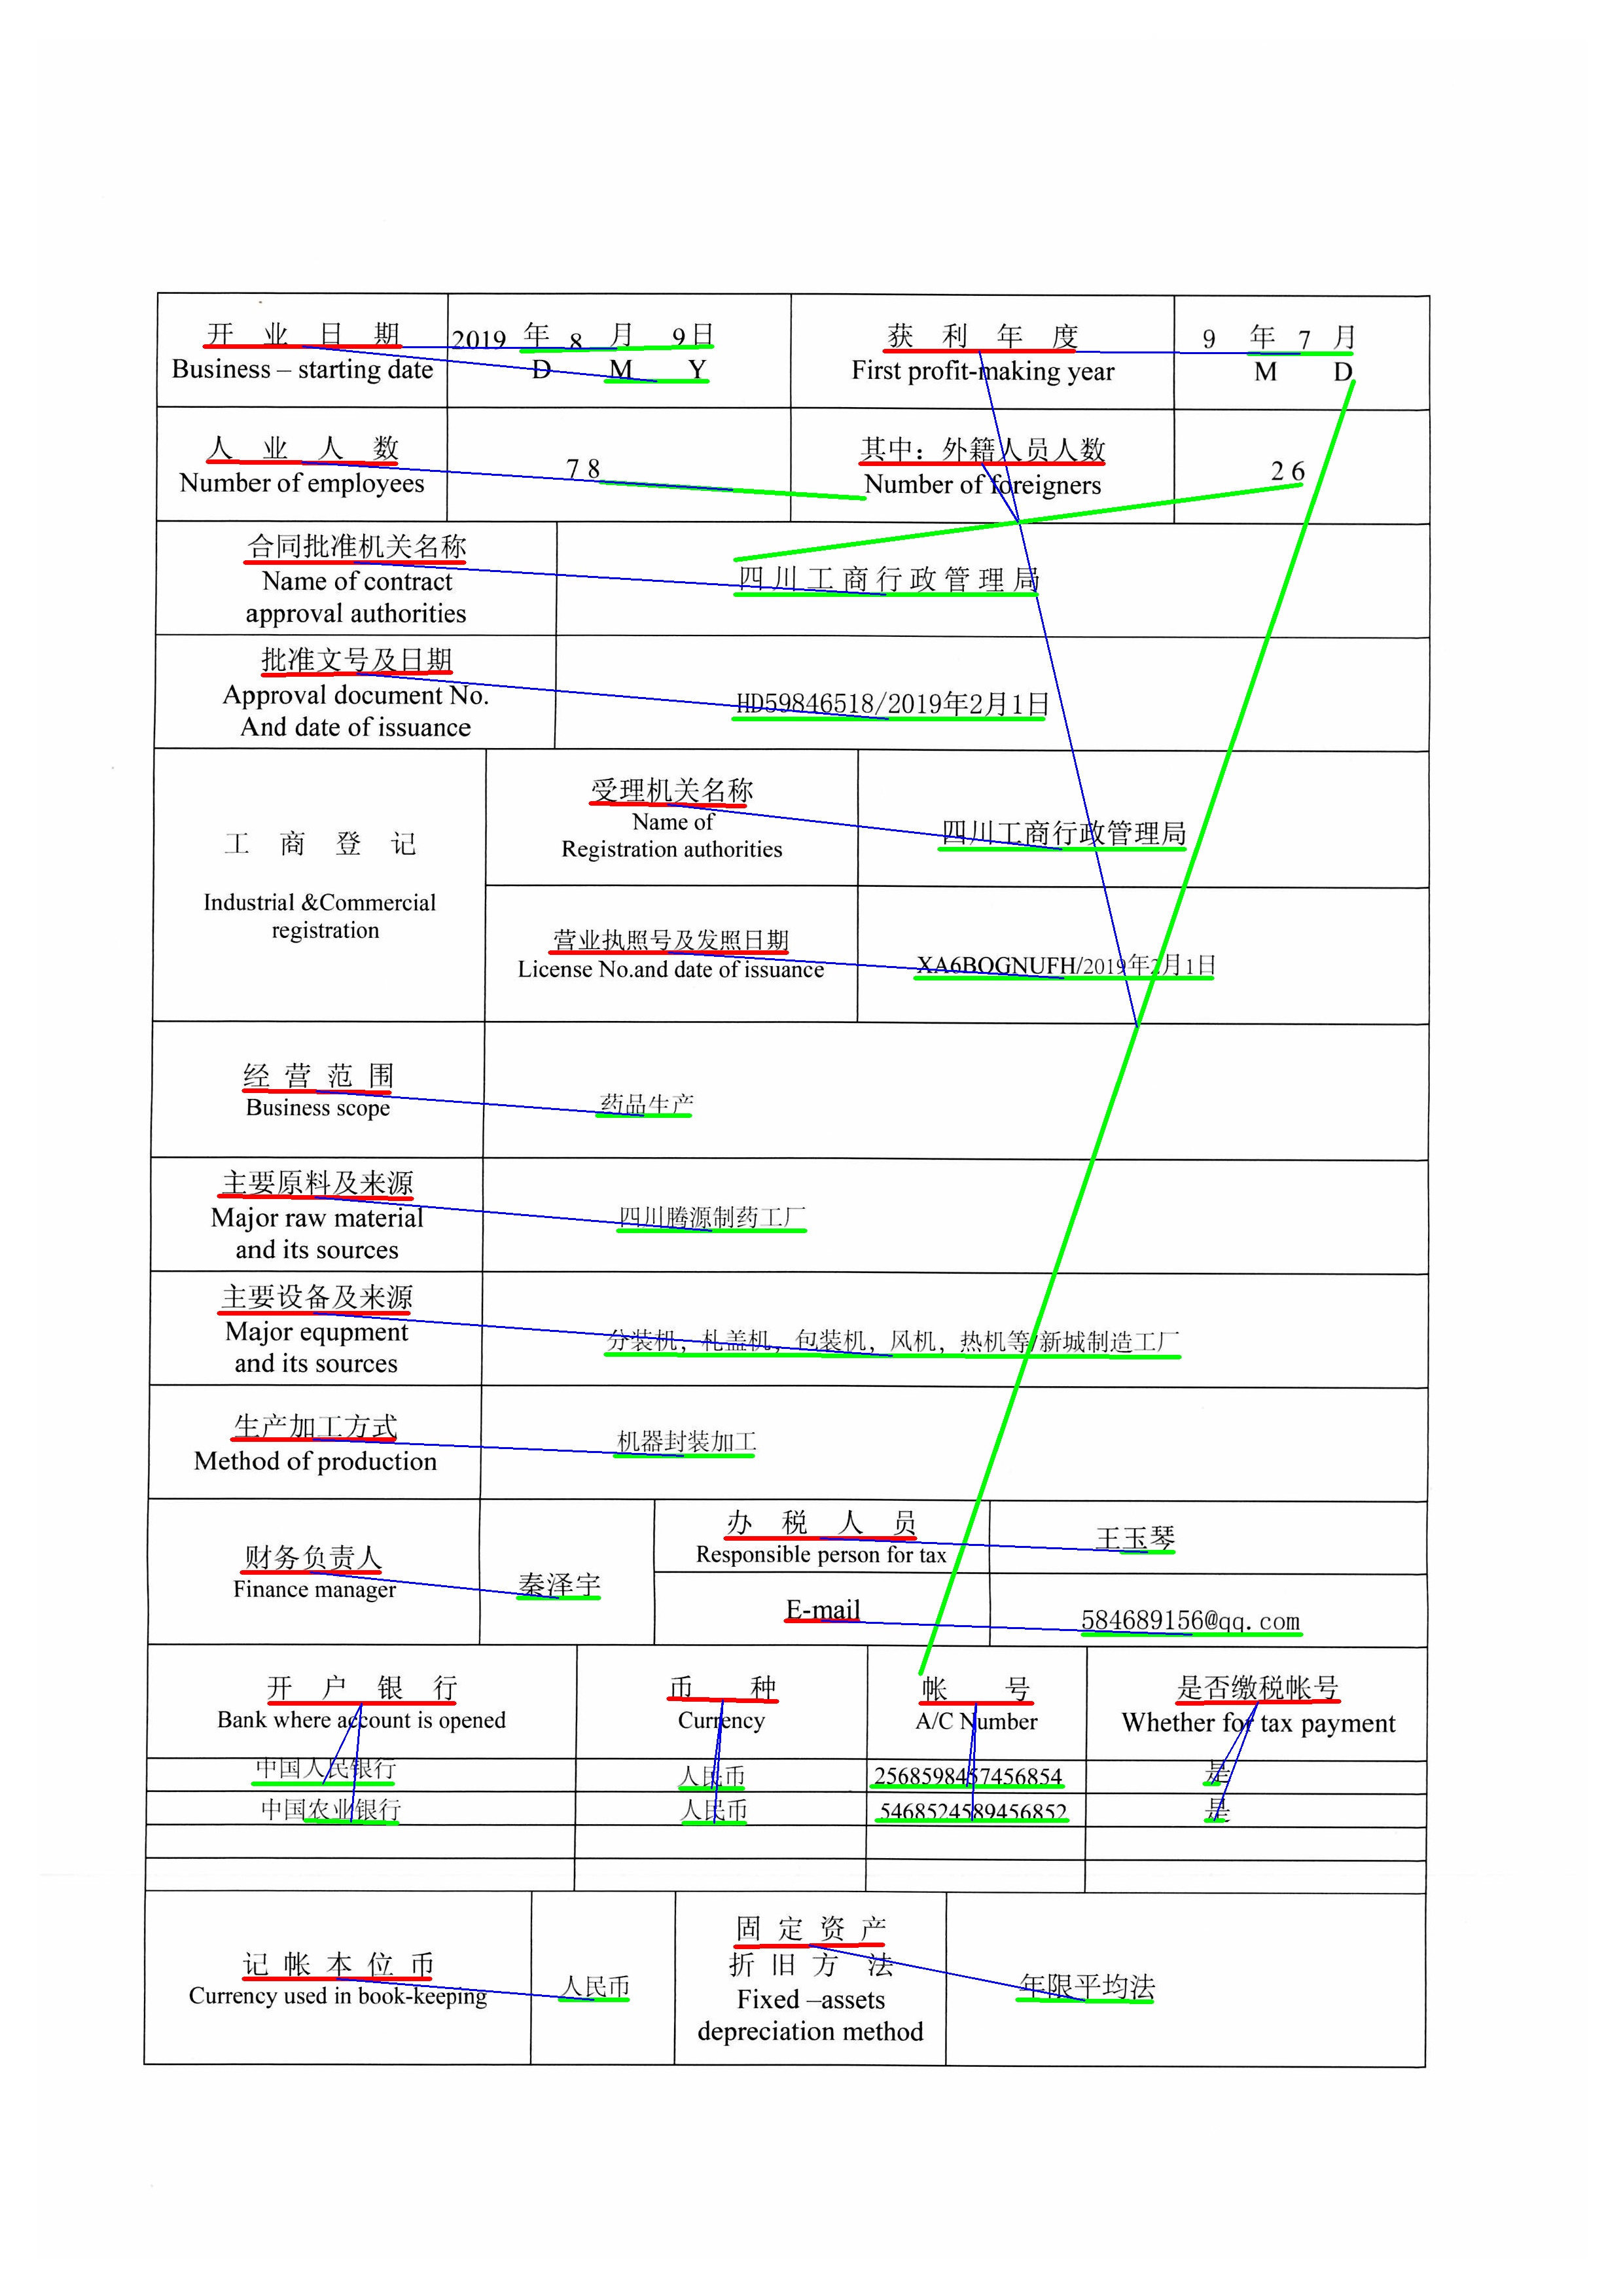 开 业 日 期
Business – starting date
2019 年 8 月 9日
D M Y
获 利 年 度
First profit-making year
9 年 7 月
M D
人 业 人 数
Number of employees
78
其中：外籍人员人数
Number of foreigners
26
合同批准机关名称
Name of contract
approval authorities
四川工商行政管理局
批准文号及日期
Approval document No.
And date of issuance
HD59846518/2019年2月1日
工 商 登 记
Industrial &Commercial
registration
受理机关名称
Name of
Registration authorities
四川工商行政管理局
营业执照号及发照日期
License No.and date of issuance
XA6BQGNUFH/2019年2月1日
经 营 范 围
Business scope
药品生产
主要原料及来源
Major raw material
and its sources
四川腾源制药工厂
主要设备及来源
Major equpment
and its sources
分装机，札盖机，包装机，风机，热机等/新城制造工厂
生产加工方式
Method of production
机器封装加工
财务负责人
Finance manager
秦泽宇
办 税 人 员
Responsible person for tax
王玉琴
E-mail
584689156@qq.com
开 户 银 行
Bank where account is opened
币 种
Currency
帐 号
A/C Number
是否缴税帐号
Whether for tax payment
中国人民银行 人民币 2568598457456854 是
中国农业银行 人民币 5468524589456852 是
记 帐 本 位 币
Currency used in book-keeping
人民币
固 定 资 产
折 旧 方 法
Fixed –assets
depreciation method
年限平均法